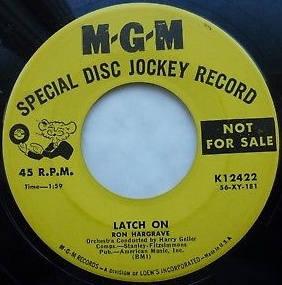 M-G-M
SPECIAL DISC JOCKEY RECORD
45 R.P.M.
Time—1:59
NOT
FOR SALE
K12422
56-XY-181
LATCH ON
RON HARGRAVE
Orchestra Conducted by Harry Geller
Comps.—Stanley-Fitzsimmons
Pub.—American Music, Inc.
(BMI)
M-G-M RECORDS — A DIVISION OF LOEW'S INCORPORATED — Made in U.S.A.